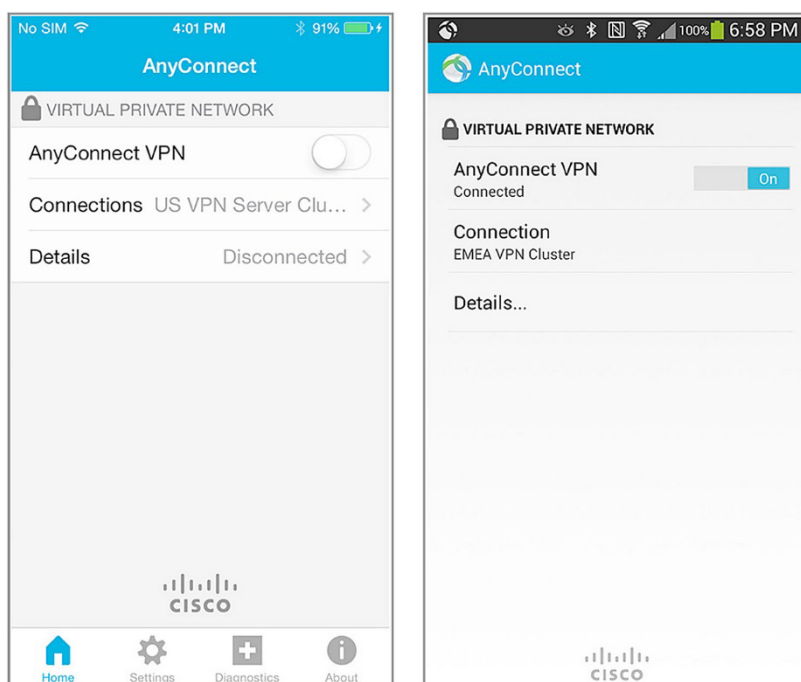 No SIM 4:01 PM 91%
AnyConnect
VIRTUAL PRIVATE NETWORK
AnyConnect VPN
Connections US VPN Server Clu... >
Details Disconnected >
CISCO
Home Settings Diagnostics About
100% 6:58 PM
AnyConnect
VIRTUAL PRIVATE NETWORK
AnyConnect VPN
On
Connected
Connection
EMEA VPN Cluster
Details...
CISCO